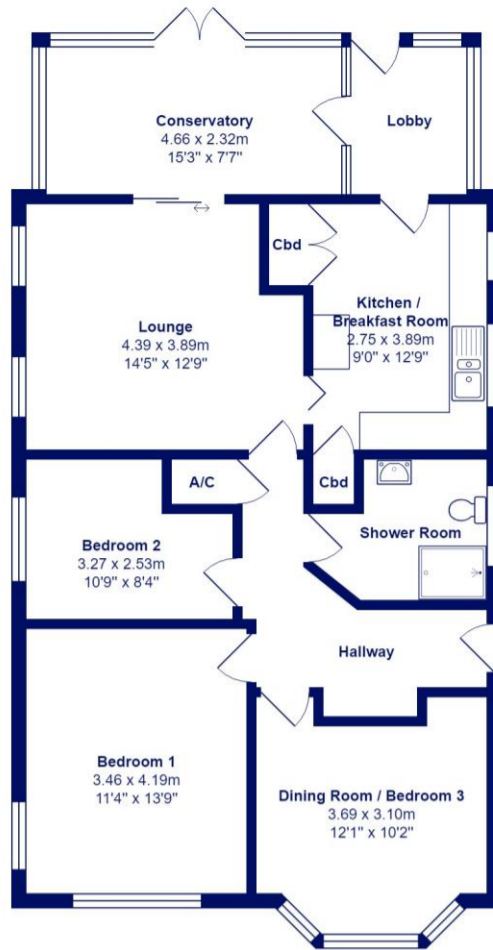 Conservatory
4.66 x 2.32m
15'3" x 7'7"
Lobby
Cbd
Kitchen /
Breakfast Room
2.75 x 3.89m
9'0" x 12'9"
Lounge
4.39 x 3.89m
14'5" x 12'9"
A/C
Cbd
Shower Room
Bedroom 2
3.27 x 2.53m
10'9" x 8'4"
Hallway
Bedroom 1
3.46 x 4.19m
11'4" x 13'9"
Dining Room / Bedroom 3
3.69 x 3.10m
12'1" x 10'2"